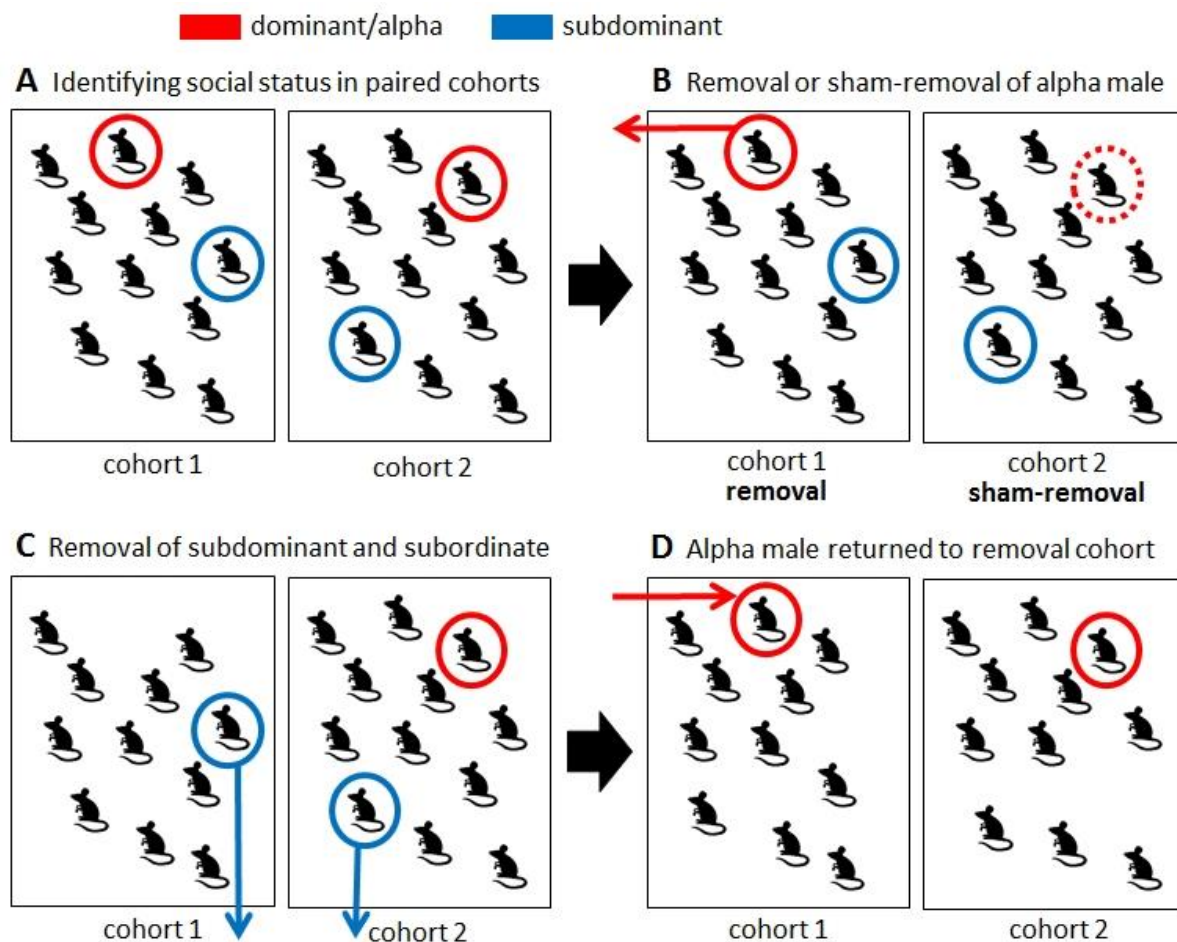 dominant/alpha subdominant
A Identifying social status in paired cohorts
B Removal or sham-removal of alpha male
cohort 1
cohort 2
cohort 1
removal
cohort 2
sham-removal
C Removal of subdominant and subordinate
D Alpha male returned to removal cohort
cohort 1
cohort 2
cohort 1
cohort 2